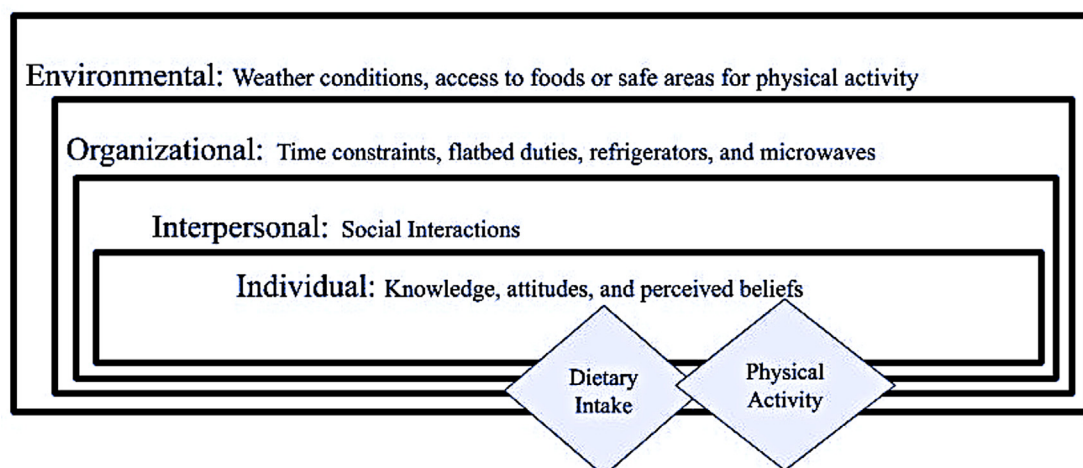 Environmental: Weather conditions, access to foods or safe areas for physical activity
Organizational: Time constraints, flatbed duties, refrigerators, and microwaves
Interpersonal: Social Interactions
Individual: Knowledge, attitudes, and perceived beliefs
Dietary
Intake
Physical
Activity